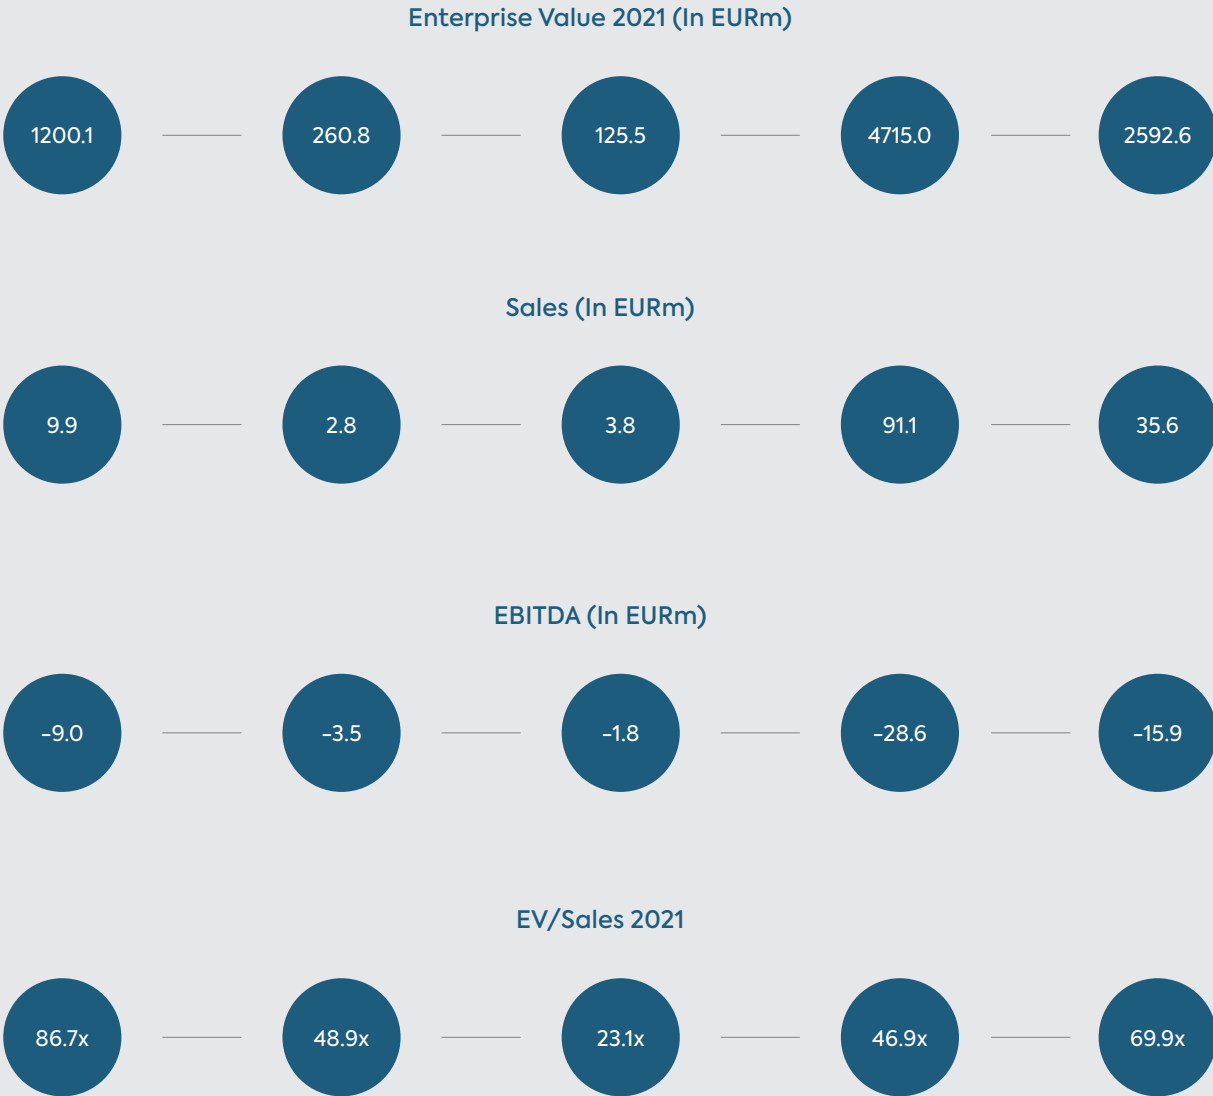 Enterprise Value 2021 (In EURm)
1200.1 260.8 125.5 4715.0 2592.6
Sales (In EURm)
9.9 2.8 3.8 91.1 35.6
EBITDA (In EURm)
-9.0 -3.5 -1.8 -28.6 -15.9
EV/Sales 2021
86.7x 48.9x 23.1x 46.9x 69.9x